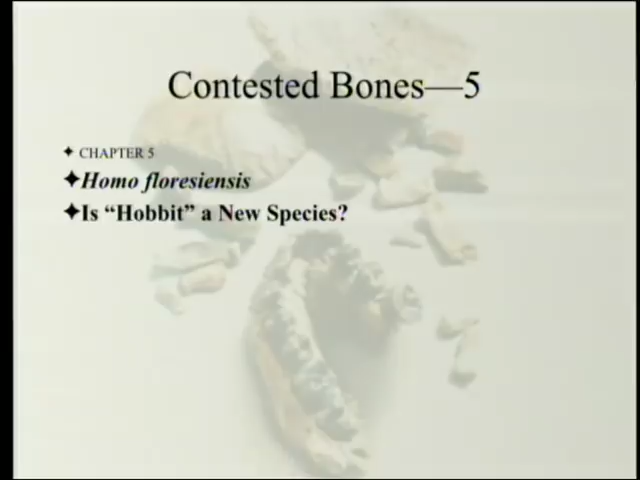 Contested Bones—5
✦ CHAPTER 5
✦Homo floresiensis
✦Is “Hobbit” a New Species?